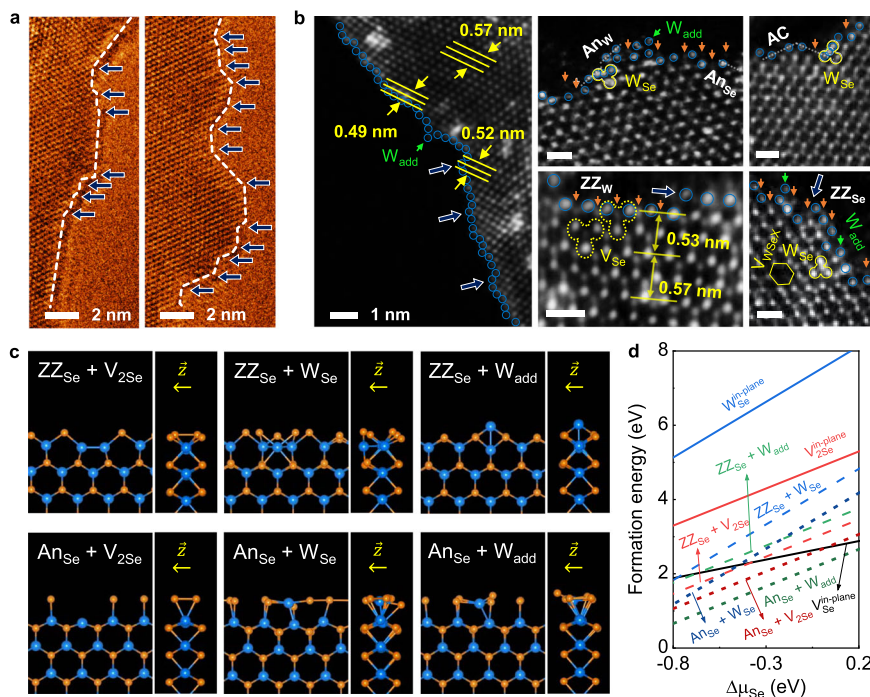 a
2 nm
2 nm
b
0.57 nm
0.49 nm
0.52 nm
W_add
1 nm
An_W
W_add
An_Se
W_Se
AC
W_Se
ZZ_W
V_Se
0.53 nm
0.57 nm
ZZ_Se
W_add
W_Se
V_WSeX
c
ZZ_Se + V_2Se
z⃗
ZZ_Se + W_Se
z⃗
ZZ_Se + W_add
z⃗
An_Se + V_2Se
z⃗
An_Se + W_Se
z⃗
An_Se + W_add
z⃗
d
Formation energy (eV)
8
6
4
2
0
W_Se^in-plane
V_2Se^in-plane
ZZ_Se + W_add
ZZ_Se + W_Se
ZZ_Se + V_2Se
An_Se + W_add
An_Se + W_Se
An_Se + V_2Se
V_Se^in-plane
-0.8
-0.3
0.2
Δμ_Se (eV)